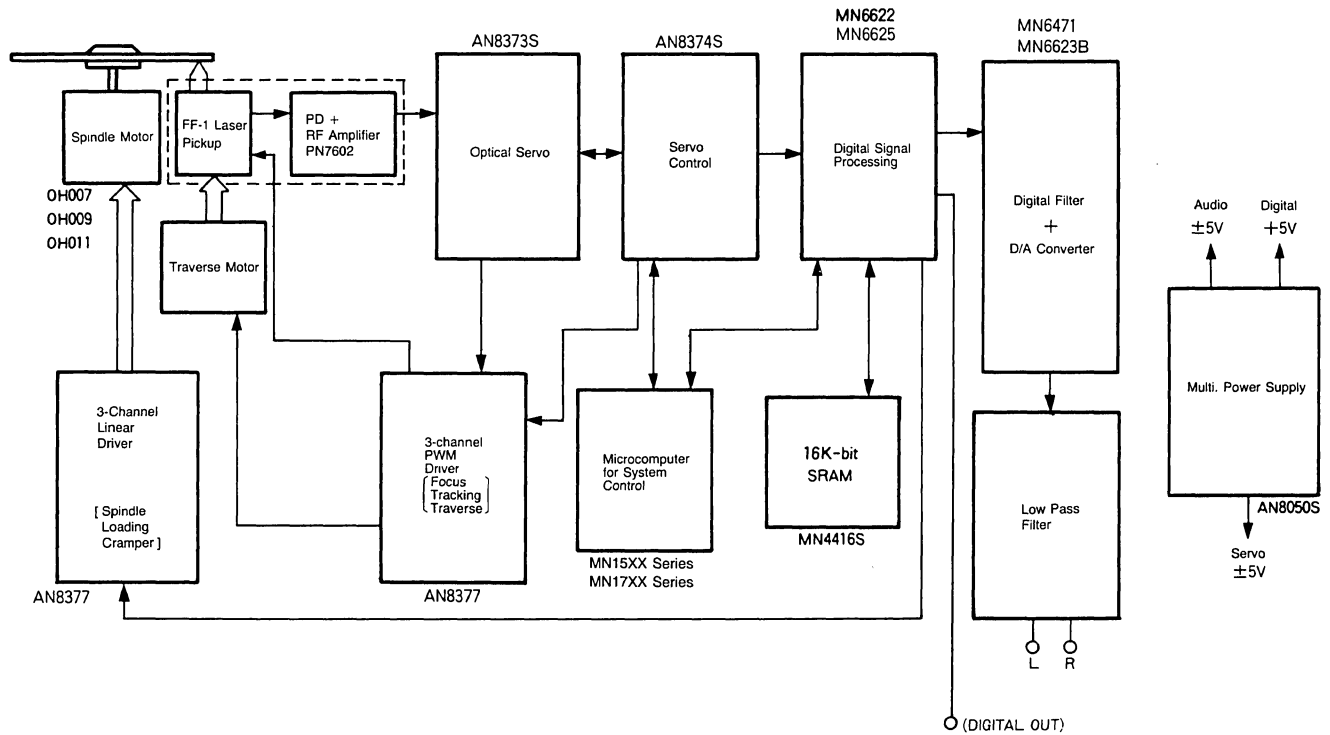 MN6622
MN6625
MN6471
MN6623B
AN8373S
AN8374S
Spindle Motor
FF-1 Laser
Pickup
PD +
RF Amplifier
PN7602
Optical Servo
Servo
Control
Digital Signal
Processing
Digital Filter
+
D/A Converter
OH007
OH009
OH011
Traverse Motor
Audio
±5V
Digital
+5V
Multi. Power Supply
AN8050S
Servo
±5V
3-Channel
Linear
Driver
[ Spindle
Loading
Cramper ]
AN8377
3-channel
PWM
Driver
[ Focus
Tracking
Traverse ]
AN8377
Microcomputer
for System
Control
MN15XX Series
MN17XX Series
16K-bit
SRAM
MN4416S
Low Pass
Filter
L
R
(DIGITAL OUT)